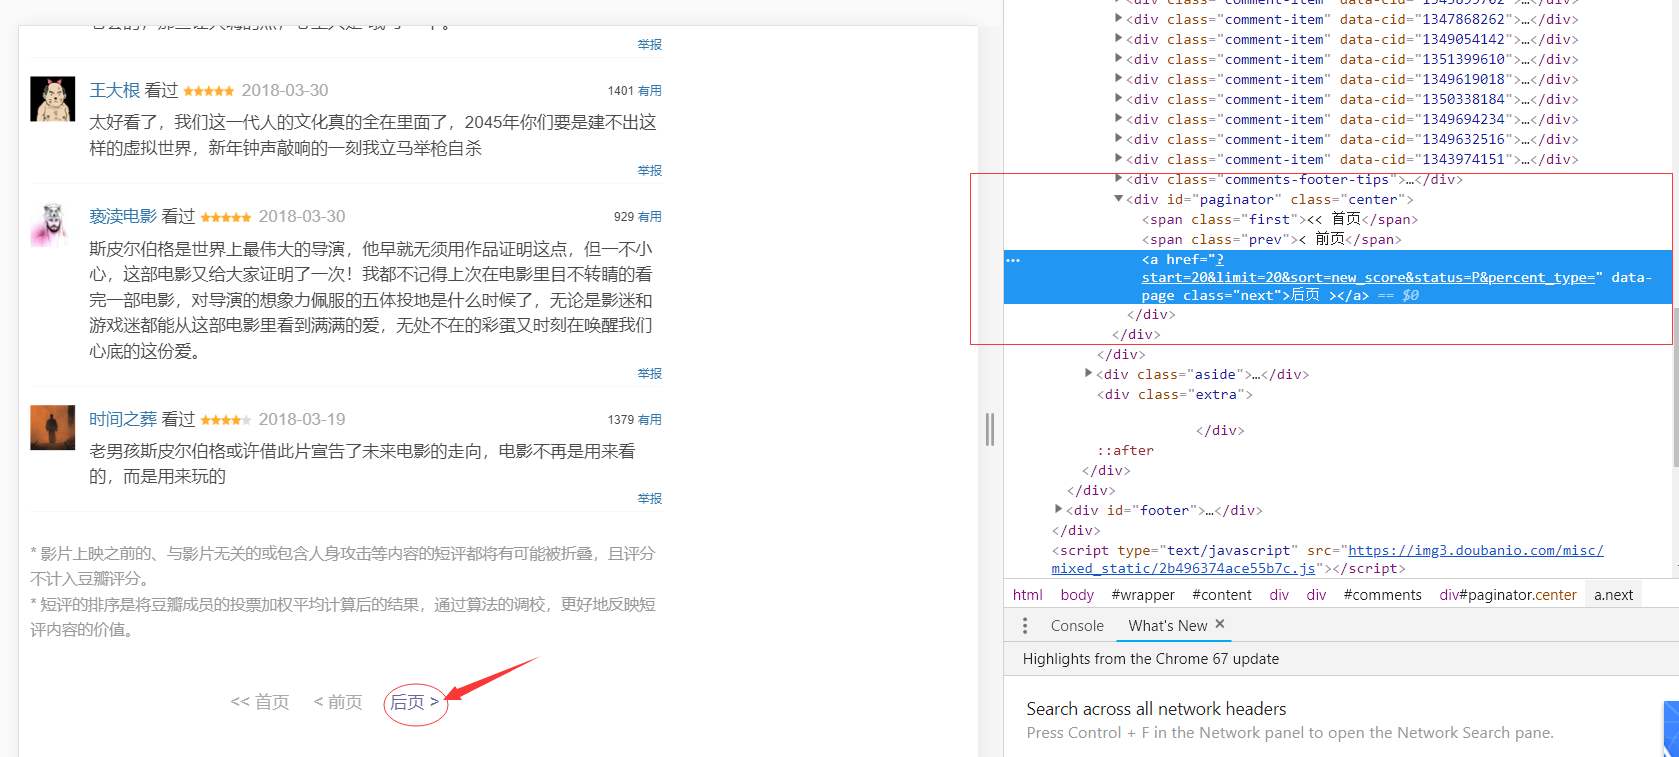 举报
王大根 看过 2018-03-30 1401 有用
太好看了，我们这一代人的文化真的全在里面了，2045年你们要是建不出这
样的虚拟世界，新年钟声敲响的一刻我立马举枪自杀
举报
亵渎电影 看过 2018-03-30 929 有用
斯皮尔伯格是世界上最伟大的导演，他早就无须用作品证明这点，但一不小
心，这部电影又给大家证明了一次！我都不记得上次在电影里目不转睛的看
完一部电影，对导演的想象力佩服的五体投地是什么时候了，无论是影迷和
游戏迷都能从这部电影里看到满满的爱，无处不在的彩蛋又时刻在唤醒我们
心底的这份爱。
举报
时间之葬 看过 2018-03-19 1379 有用
老男孩斯皮尔伯格或许借此片宣告了未来电影的走向，电影不再是用来看
的，而是用来玩的
举报
* 影片上映之前的、与影片无关的或包含人身攻击等内容的短评都将有可能被折叠，且评分
不计入豆瓣评分。
* 短评的排序是将豆瓣成员的投票加权平均计算后的结果，通过算法的调校，更好地反映短
评内容的价值。
<< 首页 < 前页 后页 >
<div class="comment-item" data-cid="1347868262">…</div>
<div class="comment-item" data-cid="1349054142">…</div>
<div class="comment-item" data-cid="1351399610">…</div>
<div class="comment-item" data-cid="1349619018">…</div>
<div class="comment-item" data-cid="1350338184">…</div>
<div class="comment-item" data-cid="1349694234">…</div>
<div class="comment-item" data-cid="1349632516">…</div>
<div class="comment-item" data-cid="1343974151">…</div>
<div class="comments-footer-tips">…</div>
<div id="paginator" class="center">
<span class="first"><< 首页</span>
<span class="prev">< 前页</span>
<a href="?
start=20&limit=20&sort=new_score&status=P&percent_type=" data-
page class="next">后页 ></a> == $0
</div>
</div>
</div>
<div class="aside">…</div>
<div class="extra">
</div>
::after
</div>
</div>
<div id="footer">…</div>
</div>
<script type="text/javascript" src="https://img3.doubanio.com/misc/
mixed_static/2b496374ace55b7c.js"></script>
html body #wrapper #content div div #comments div#paginator.center a.next
Console What's New ×
Highlights from the Chrome 67 update
Search across all network headers
Press Control + F in the Network panel to open the Network Search pane.